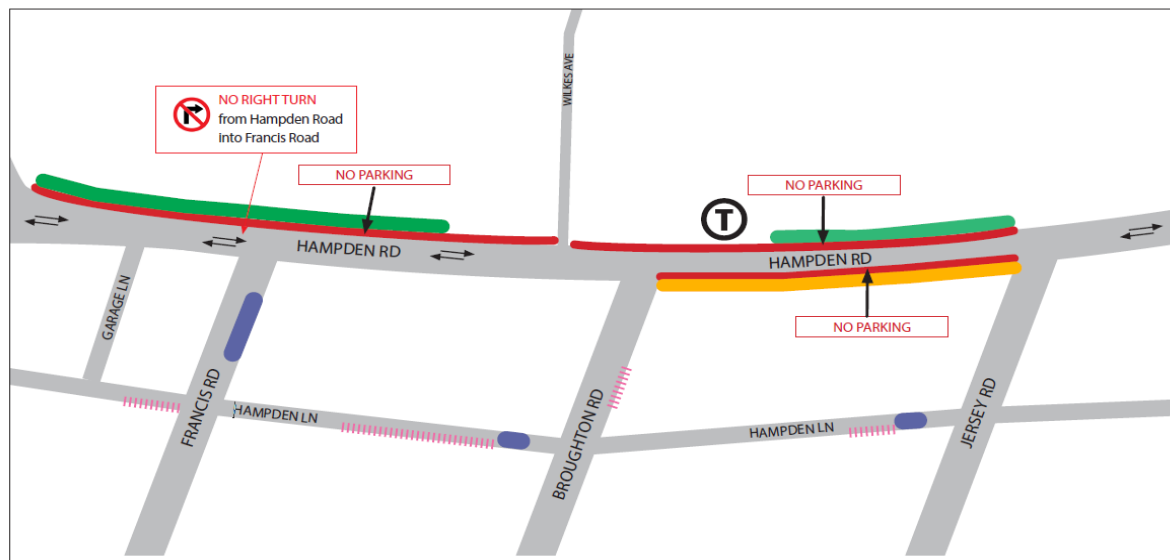 WILKES AVE
NO RIGHT TURN
from Hampden Road
into Francis Road
NO PARKING
NO PARKING
T
HAMPDEN RD
HAMPDEN RD
GARAGE LN
NO PARKING
FRANCIS RD
HAMPDEN LN
BROUGHTON RD
HAMPDEN LN
JERSEY RD